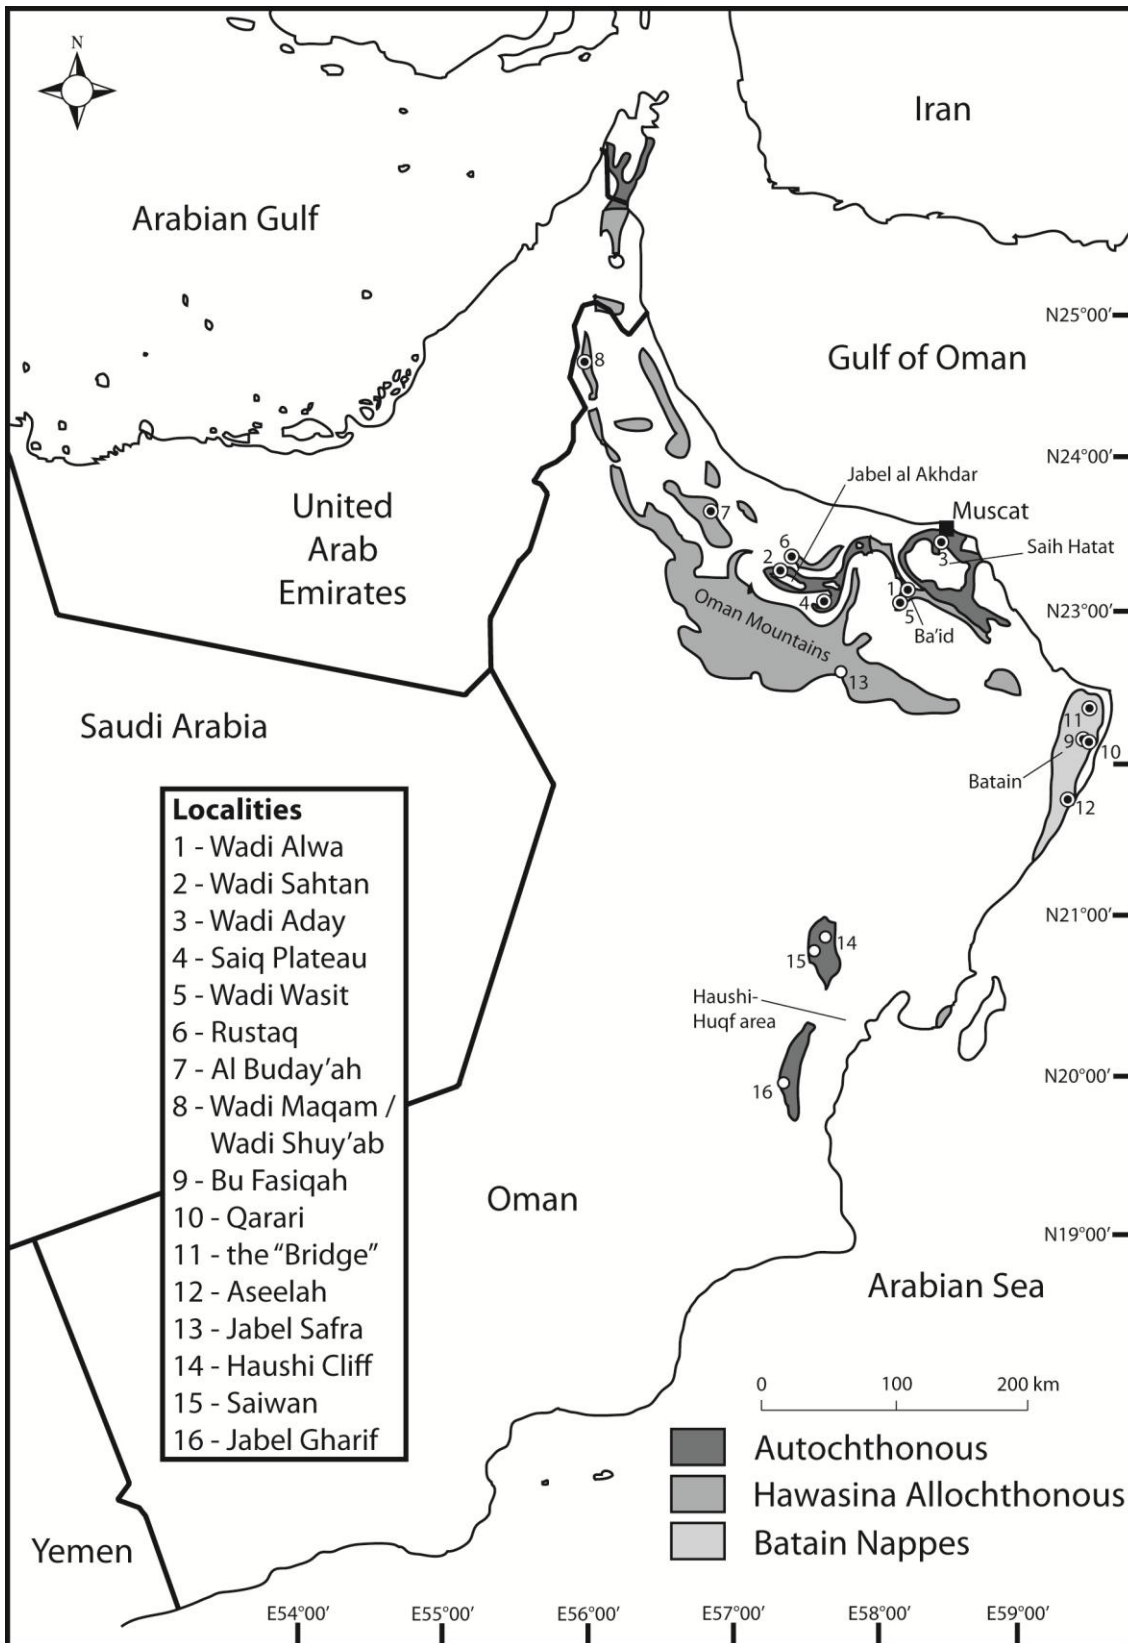 N
Iran
Arabian Gulf
N25°00'
Gulf of Oman
8
N24°00'
Jabel al Akhdar
7
Muscat
6
3
Saih Hatat
2
1
4
5
N23°00'
Oman Mountains
Ba'id
13
United
Arab
Emirates
Saudi Arabia
11
9
10
Batain
12
Localities
1 - Wadi Alwa
2 - Wadi Sahtan
3 - Wadi Aday
4 - Saiq Plateau
5 - Wadi Wasit
6 - Rustaq
7 - Al Buday'ah
8 - Wadi Maqam /
Wadi Shuy'ab
9 - Bu Fasiqah
10 - Qarari
11 - the "Bridge"
12 - Aseelah
13 - Jabel Safra
14 - Haushi Cliff
15 - Saiwan
16 - Jabel Gharif
N21°00'
14
15
Haushi-
Huqf area
N20°00'
16
Oman
N19°00'
Arabian Sea
0 100 200 km
Autochthonous
Hawasina Allochthonous
Batain Nappes
Yemen
E54°00' E55°00' E56°00' E57°00' E58°00' E59°00'